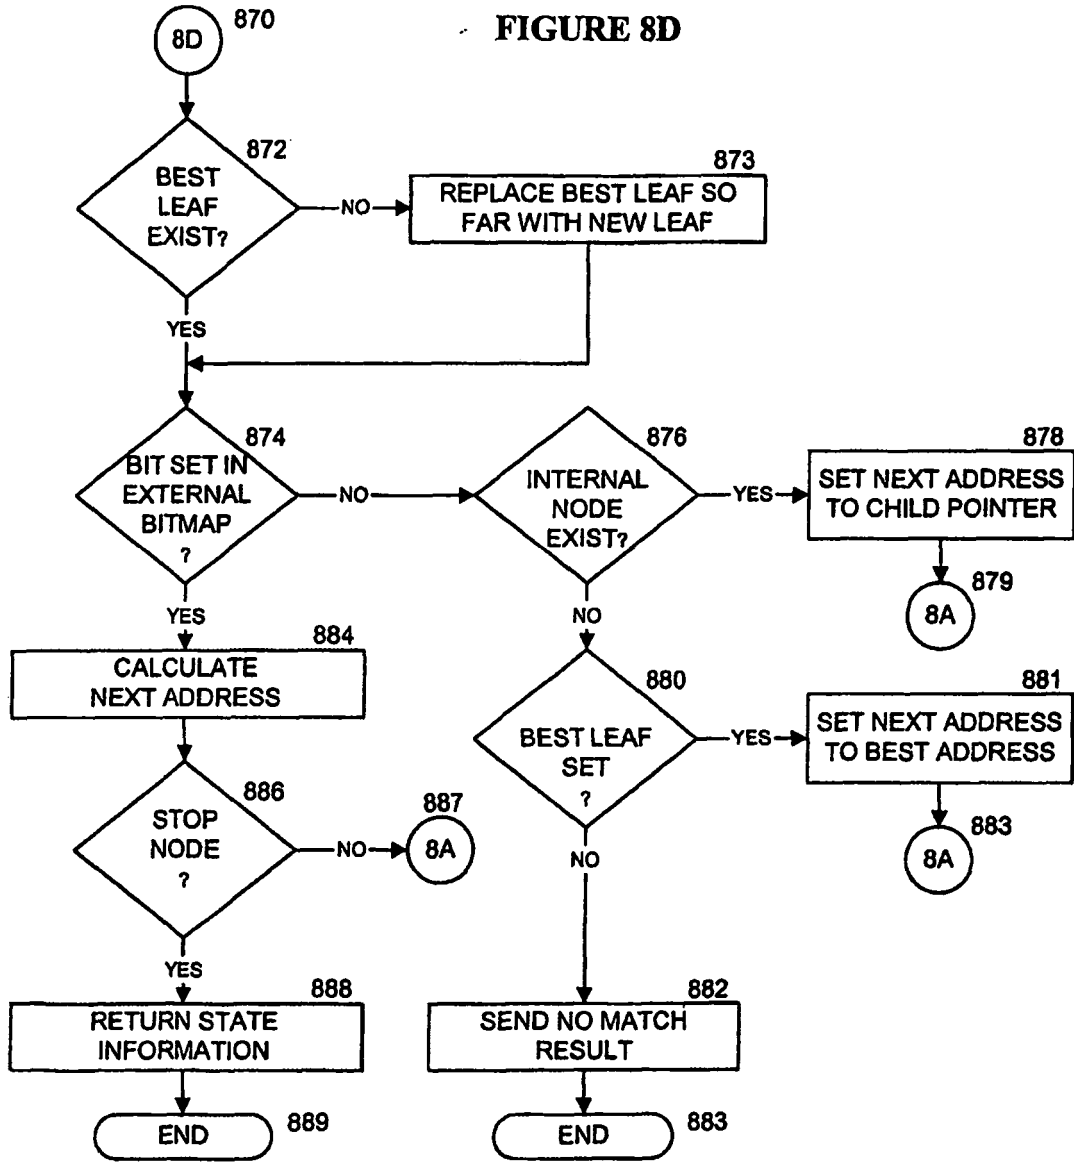 FIGURE 8D
8D
870
BEST
LEAF
EXIST?
872
NO
REPLACE BEST LEAF SO
FAR WITH NEW LEAF
873
YES
BIT SET IN
EXTERNAL
BITMAP
?
874
NO
INTERNAL
NODE
EXIST?
876
YES
SET NEXT ADDRESS
TO CHILD POINTER
878
8A
879
YES
NO
CALCULATE
NEXT ADDRESS
884
BEST LEAF
SET
?
880
YES
SET NEXT ADDRESS
TO BEST ADDRESS
881
8A
883
STOP
NODE
?
886
NO
8A
887
NO
YES
RETURN STATE
INFORMATION
888
SEND NO MATCH
RESULT
882
END
889
END
883